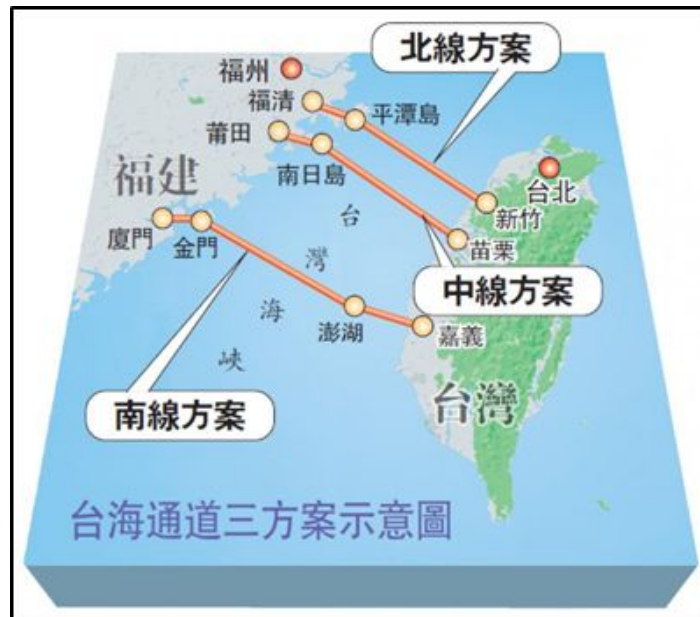 北線方案
福州
福清
平潭島
莆田
南日島
福建
台北
新竹
苗栗
台灣海峽
廈門
金門
中線方案
澎湖
嘉義
台灣
南線方案
台海通道三方案示意圖